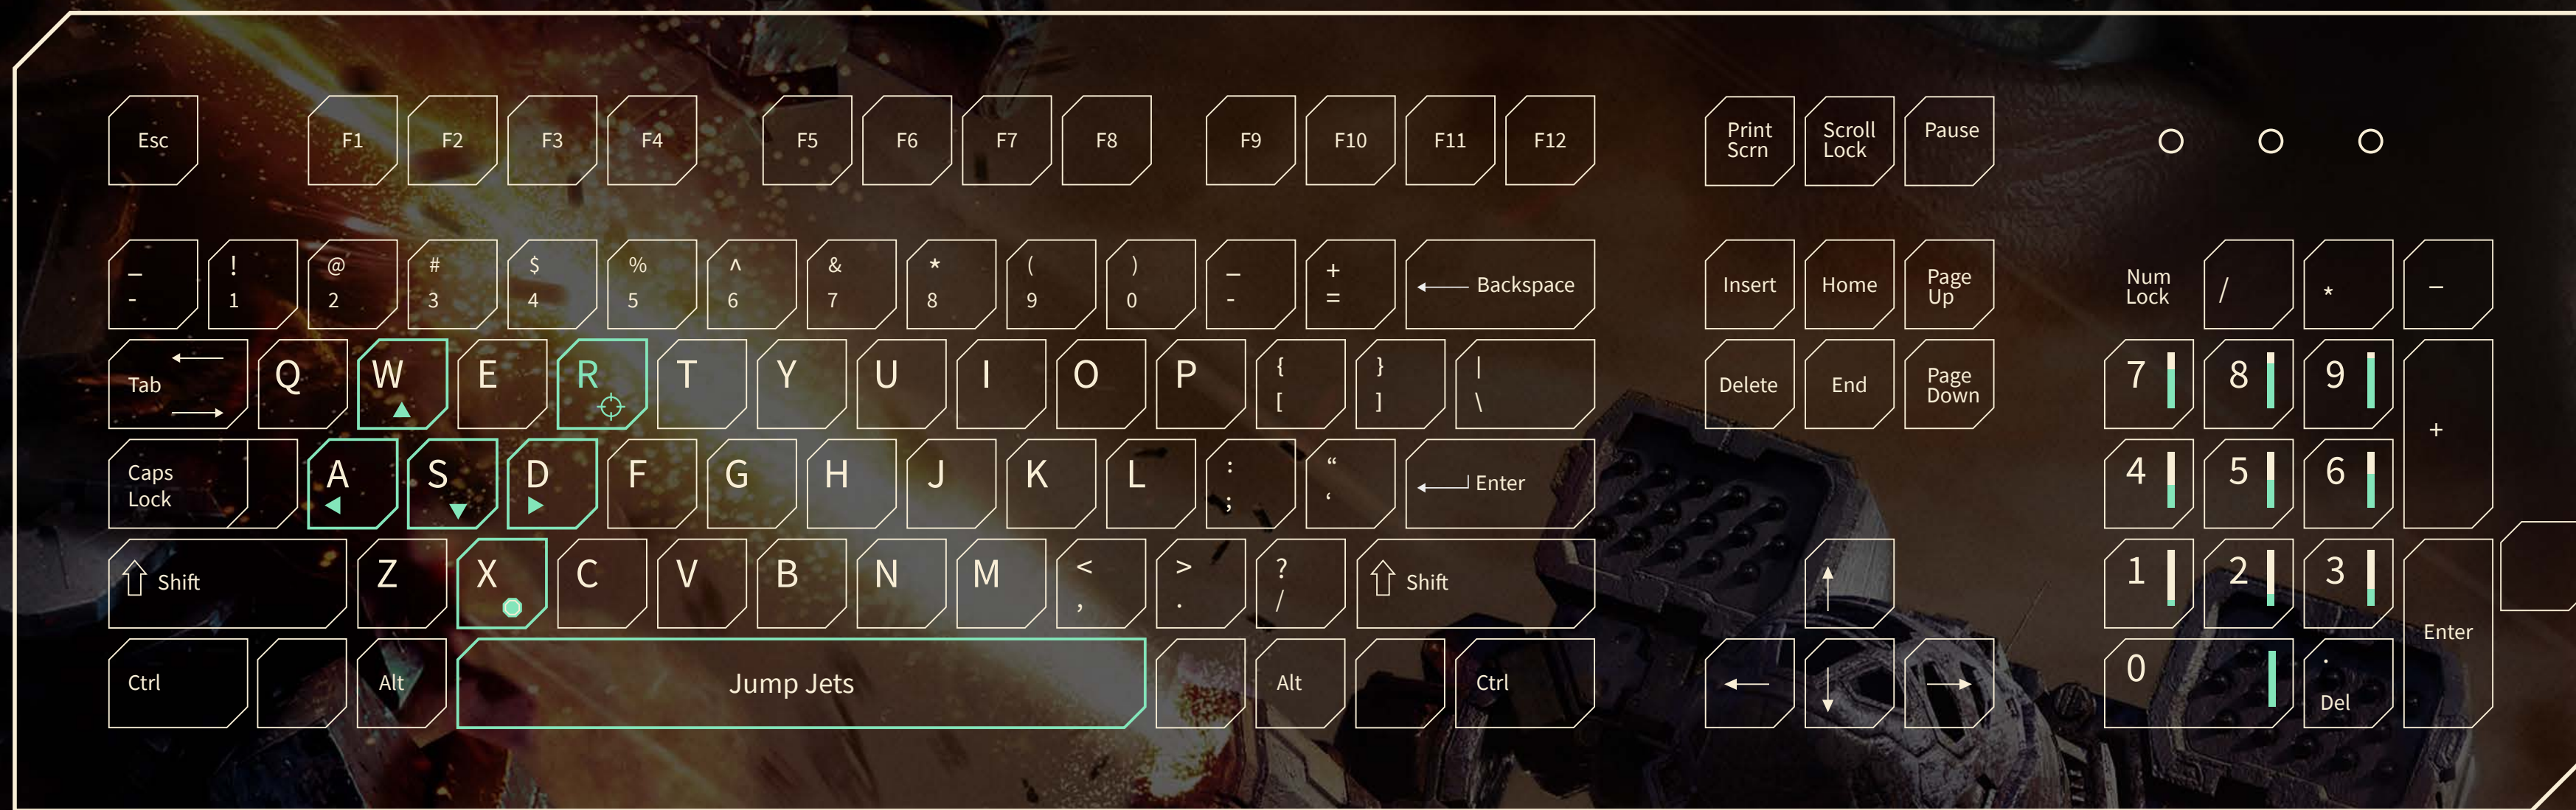 Esc F1 F2 F3 F4 F5 F6 F7 F8 F9 F10 F11 F12 Print Scroll Pause
Scrn Lock
_ ! @ # $ % ^ & * ( ) _ +
- 1 2 3 4 5 6 7 8 9 0 - = Backspace Insert Home Page Num / * –
Up Lock
Tab Q W E R T Y U I O P { } | Delete End Page 7 8 9 +
[ ] \ Down
Caps A S D F G H J K L : “ Enter 4 5 6
Lock ; ‘
Shift Z X C V B N M < > ? Shift 1 2 3 Enter
, . /
Ctrl Alt Jump Jets Alt Ctrl 0 .
Del